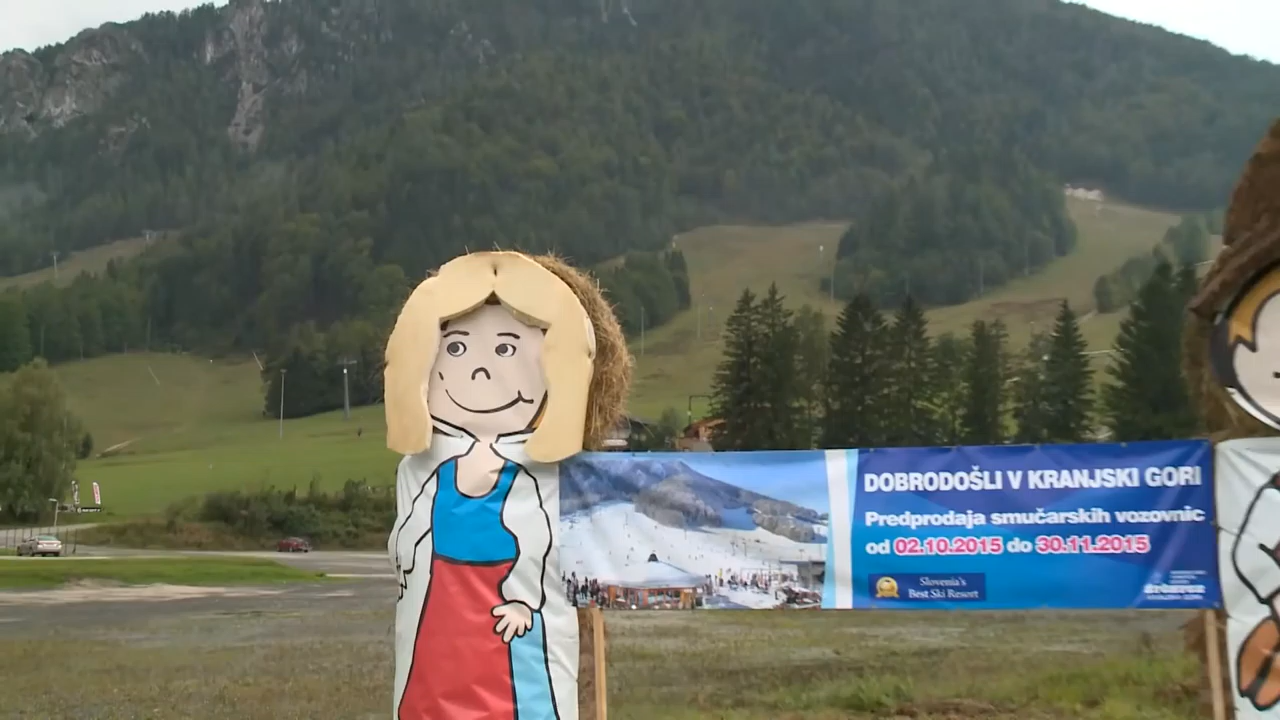 DOBRODOŠLI V KRANJSKI GORI
Predprodaja smučarskih vozovnic
od 02.10.2015 do 30.11.2015
Slovenia's
Best Ski Resort